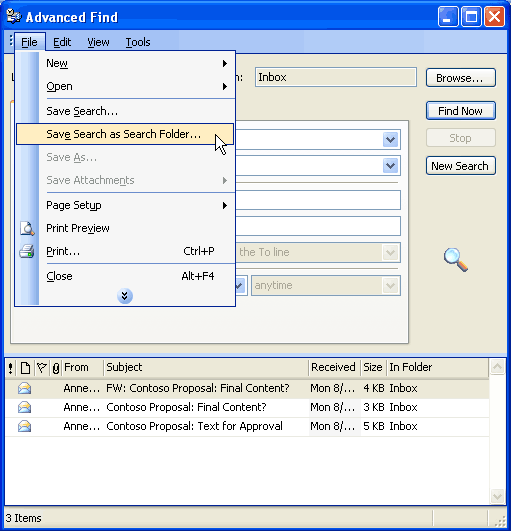 Advanced Find
File Edit View Tools
New
n: Inbox Browse...
Open
Save Search...
Find Now
Save Search as Search Folder...
Stop
Save As...
Save Attachments
New Search
Page Setup
Print Preview
Print... Ctrl+P
the To line
Close Alt+F4
anytime
! From Subject Received Size In Folder
Anne... FW: Contoso Proposal: Final Content? Mon 8/... 4 KB Inbox
Anne... Contoso Proposal: Final Content? Mon 8/... 3 KB Inbox
Anne... Contoso Proposal: Text for Approval Mon 8/... 5 KB Inbox
3 Items